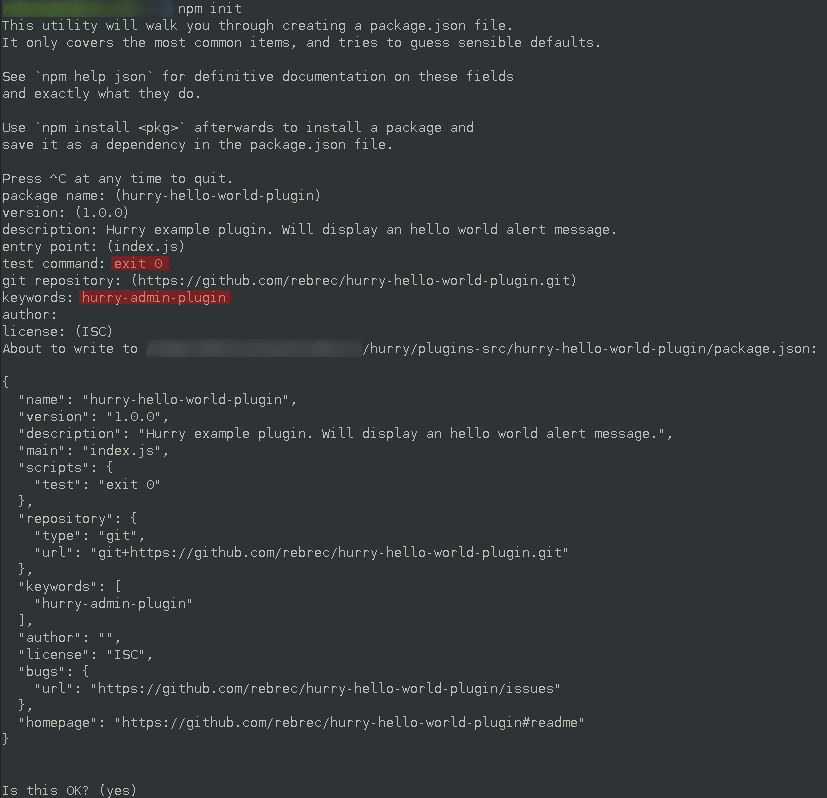 npm init
This utility will walk you through creating a package.json file.
It only covers the most common items, and tries to guess sensible defaults.
See `npm help json` for definitive documentation on these fields
and exactly what they do.
Use `npm install <pkg>` afterwards to install a package and
save it as a dependency in the package.json file.
Press ^C at any time to quit.
package name: (hurry-hello-world-plugin)
version: (1.0.0)
description: Hurry example plugin. Will display an hello world alert message.
entry point: (index.js)
test command: exit 0
git repository: (https://github.com/rebrec/hurry-hello-world-plugin.git)
keywords: hurry-admin-plugin
author:
license: (ISC)
About to write to /hurry/plugins-src/hurry-hello-world-plugin/package.json:
{
  "name": "hurry-hello-world-plugin",
  "version": "1.0.0",
  "description": "Hurry example plugin. Will display an hello world alert message.",
  "main": "index.js",
  "scripts": {
    "test": "exit 0"
  },
  "repository": {
    "type": "git",
    "url": "git+https://github.com/rebrec/hurry-hello-world-plugin.git"
  },
  "keywords": [
    "hurry-admin-plugin"
  ],
  "author": "",
  "license": "ISC",
  "bugs": {
    "url": "https://github.com/rebrec/hurry-hello-world-plugin/issues"
  },
  "homepage": "https://github.com/rebrec/hurry-hello-world-plugin#readme"
}
Is this OK? (yes)